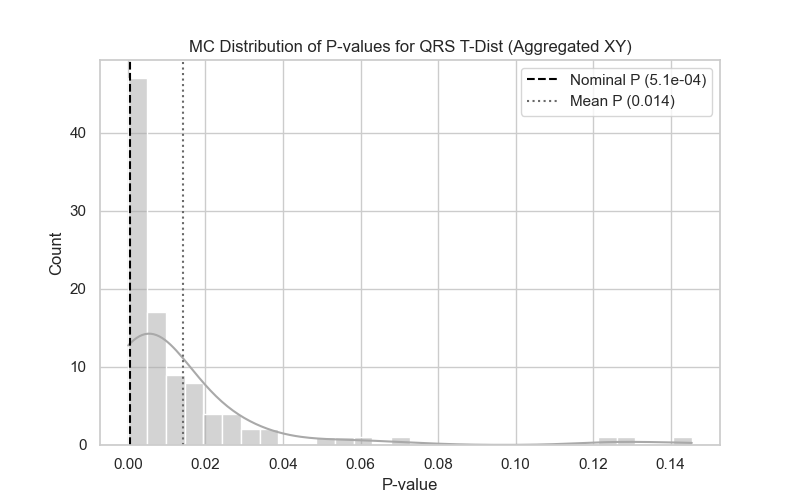 MC Distribution of P-values for QRS T-Dist (Aggregated XY)
Nominal P (5.1e-04)
Mean P (0.014)
Count
40
30
20
10
0
0.00 0.02 0.04 0.06 0.08 0.10 0.12 0.14
P-value